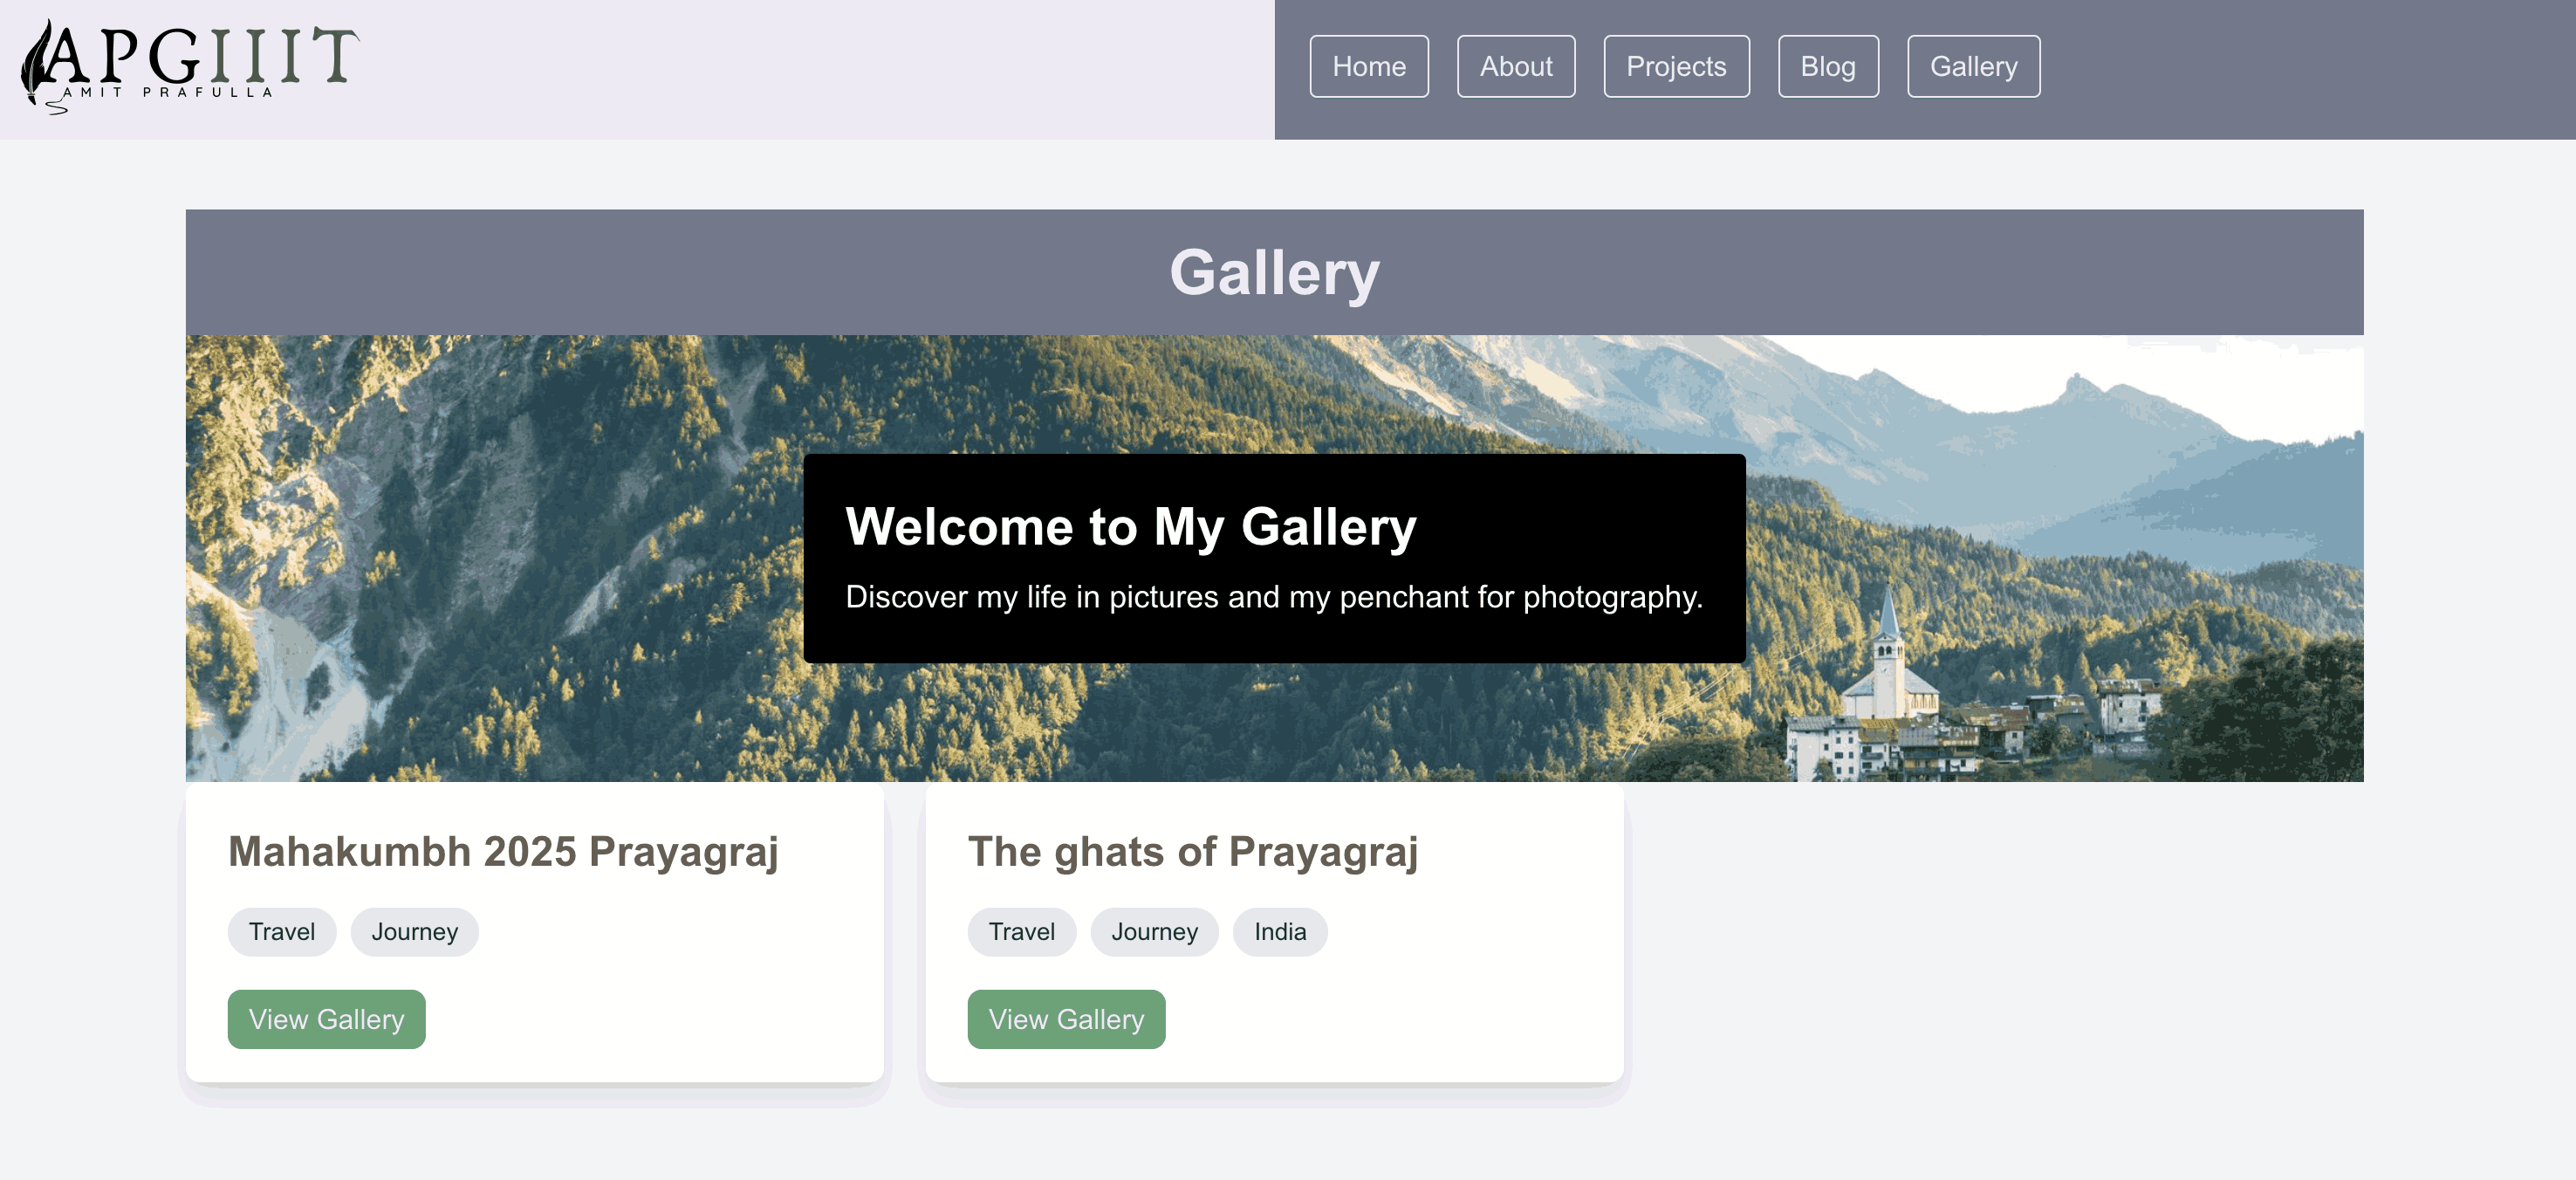 APGIIIT
AMIT PRAFULLA
Home About Projects Blog Gallery
Gallery
Welcome to My Gallery
Discover my life in pictures and my penchant for photography.
Mahakumbh 2025 Prayagraj
Travel Journey
View Gallery
The ghats of Prayagraj
Travel Journey India
View Gallery